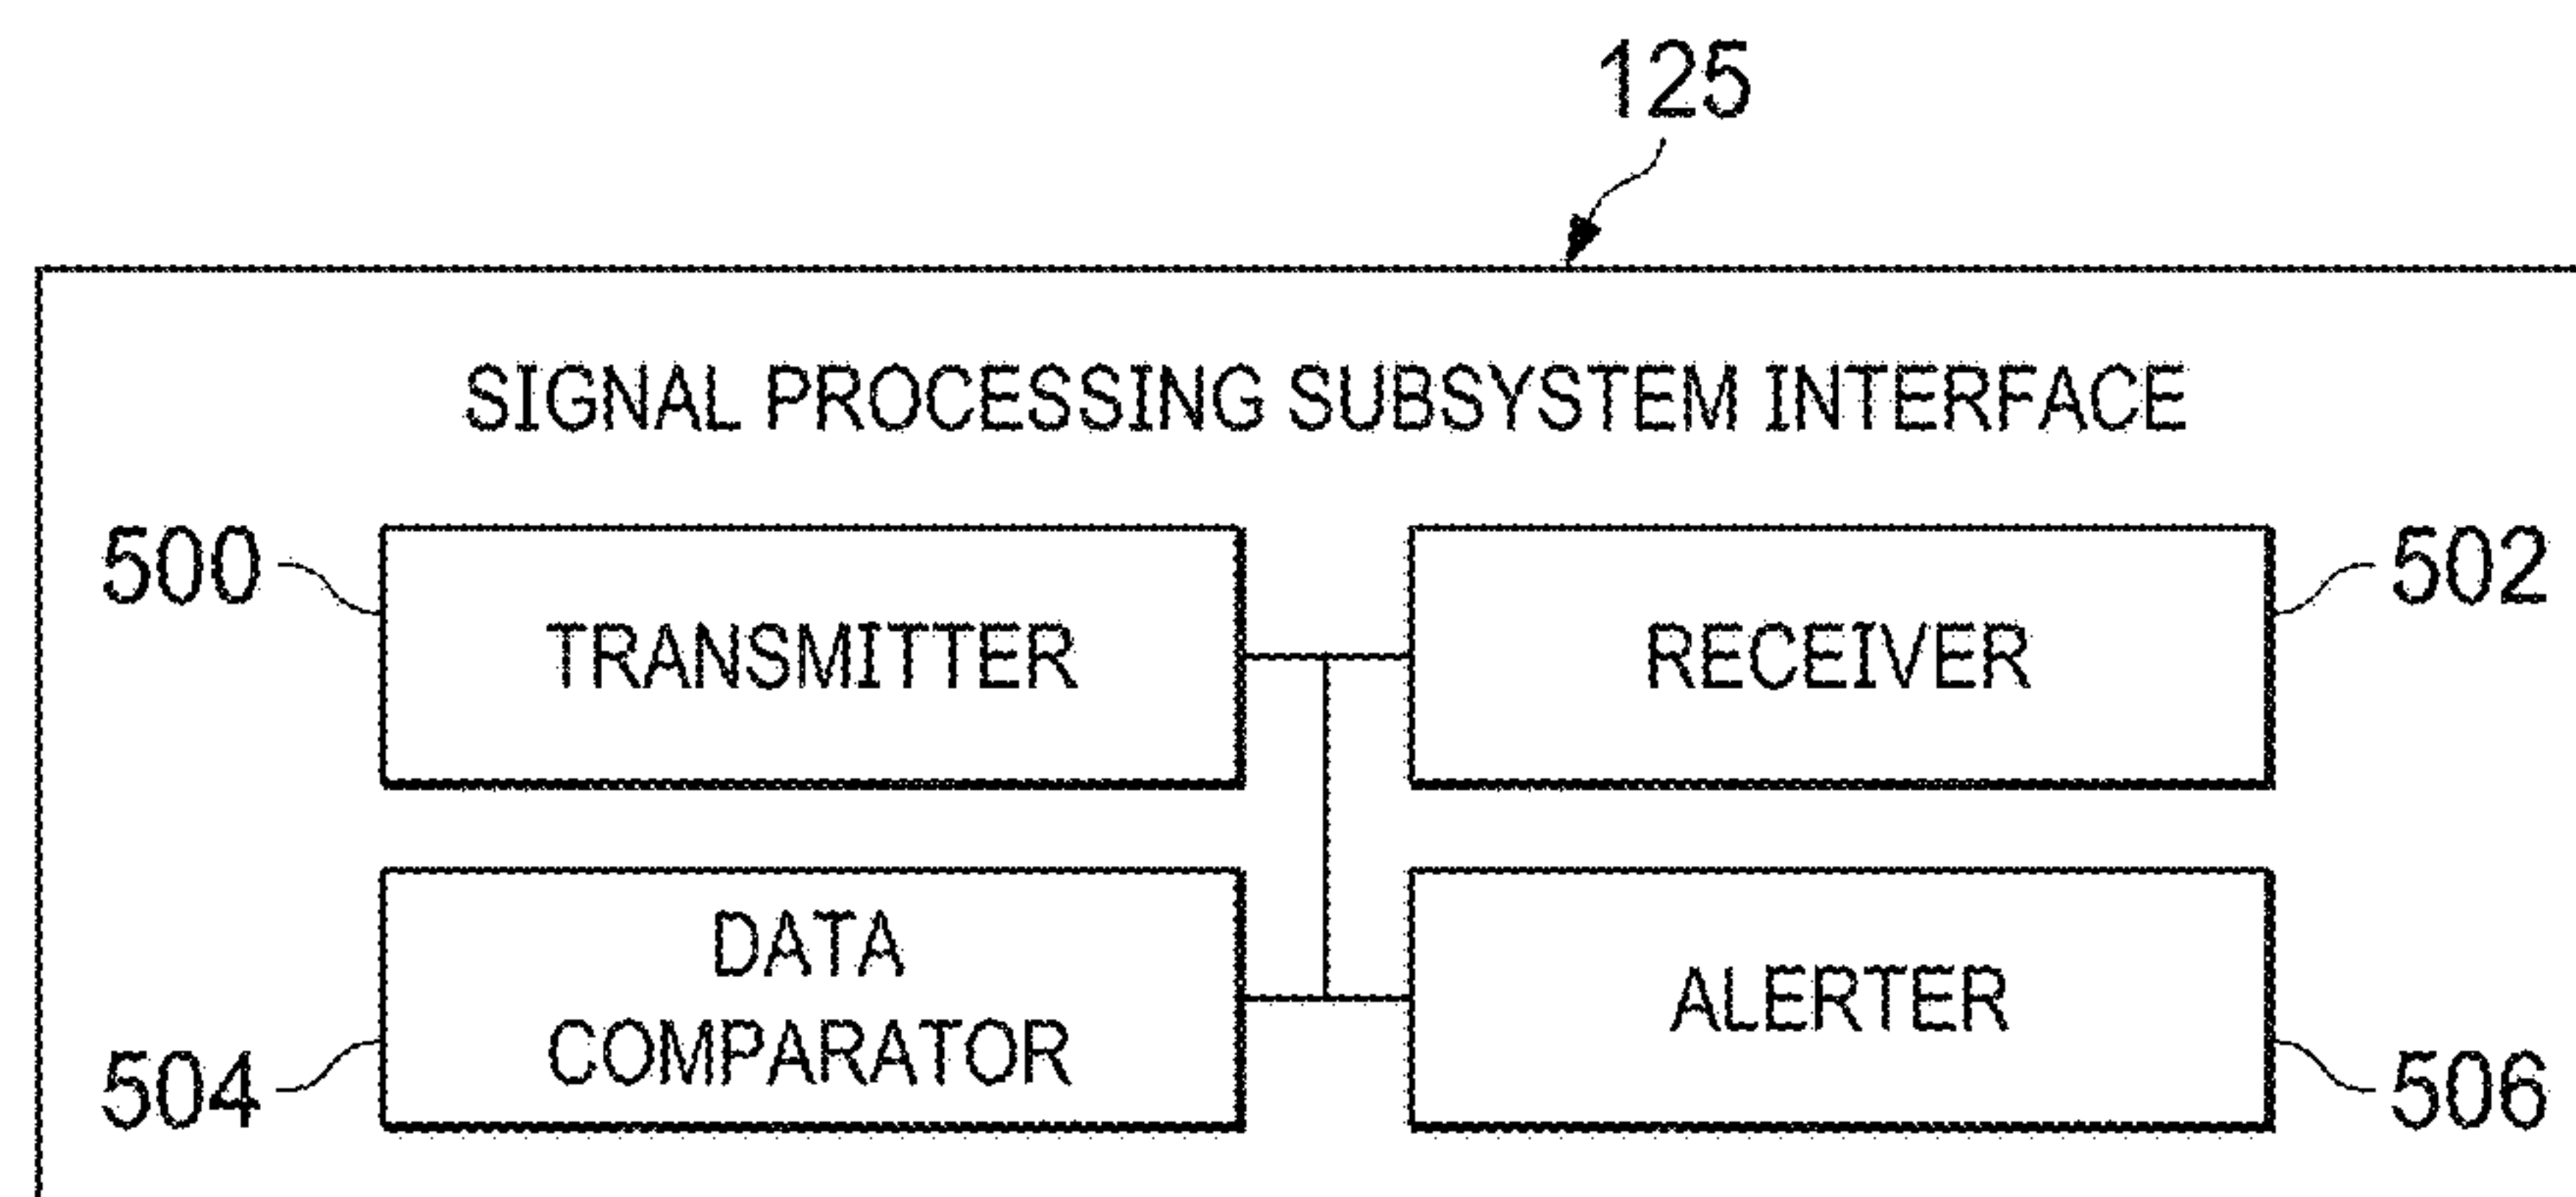 125
SIGNAL PROCESSING SUBSYSTEM INTERFACE
500
TRANSMITTER
RECEIVER
502
504
DATA
COMPARATOR
ALERTER
506